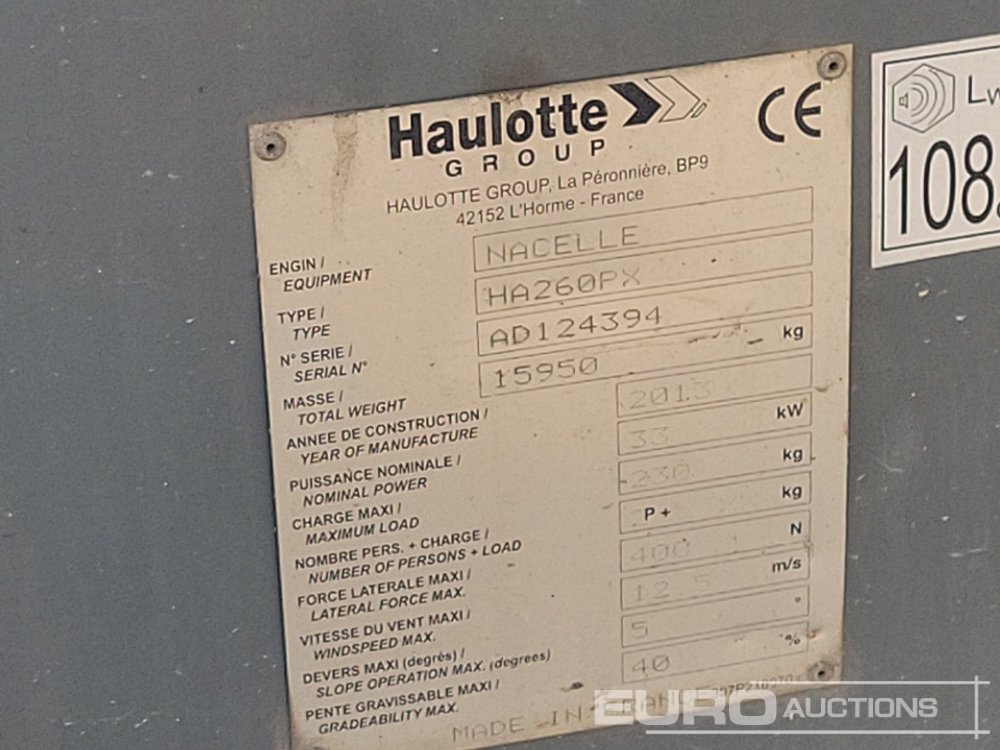 Haulotte
GROUP
HAULOTTE GROUP, La Péronnière, BP9
42152 L'Horme - France
CE
ENGIN /
EQUIPMENT
NACELLE
TYPE /
TYPE
HA260PX
N° SERIE /
SERIAL N°
AD124394
MASSE /
TOTAL WEIGHT
15950 kg
ANNEE DE CONSTRUCTION /
YEAR OF MANUFACTURE
2013
PUISSANCE NOMINALE /
NOMINAL POWER
33 kW
CHARGE MAXI /
MAXIMUM LOAD
230 kg
NOMBRE PERS. + CHARGE /
NUMBER OF PERSONS + LOAD
P + kg
FORCE LATERALE MAXI /
LATERAL FORCE MAX.
400 N
VITESSE DU VENT MAXI /
WINDSPEED MAX.
12.5 m/s
DEVERS MAXI (degrès) /
SLOPE OPERATION MAX. (degrees)
5 °
PENTE GRAVISSABLE MAXI /
GRADEABILITY MAX.
40 %
MADE IN
LW
108
EURO AUCTIONS